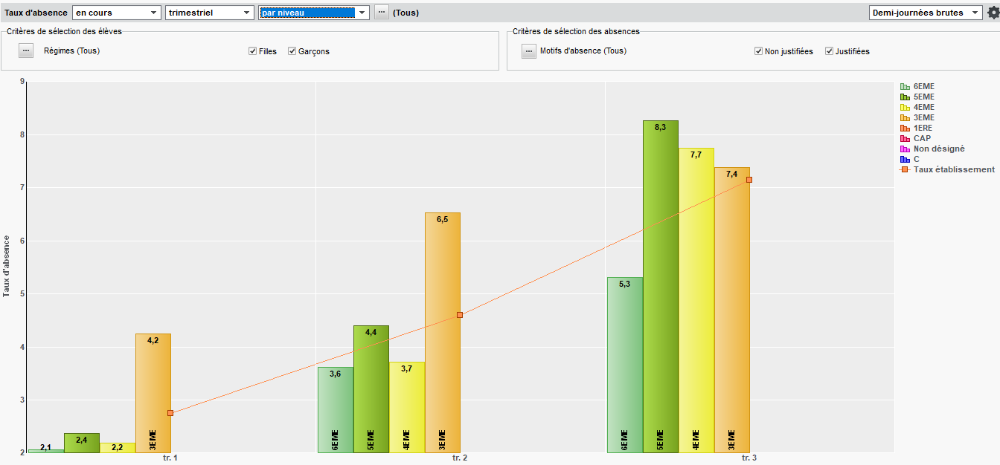 Taux d'absence en cours trimestriel par niveau ... (Tous) Demi-journées brutes
Critères de sélection des élèves
... Régimes (Tous) Filles Garçons
Critères de sélection des absences
... Motifs d'absence (Tous) Non justifiées Justifiées
Taux d'absence
9
8
7
6
5
4
3
2
2,1
2,4
2,2
4,2
3EME
tr. 1
3,6
6EME
4,4
5EME
3,7
4EME
6,5
3EME
tr. 2
5,3
6EME
8,3
5EME
7,7
4EME
7,4
3EME
tr. 3
6EME
5EME
4EME
3EME
1ERE
CAP
Non désigné
C
Taux établissement